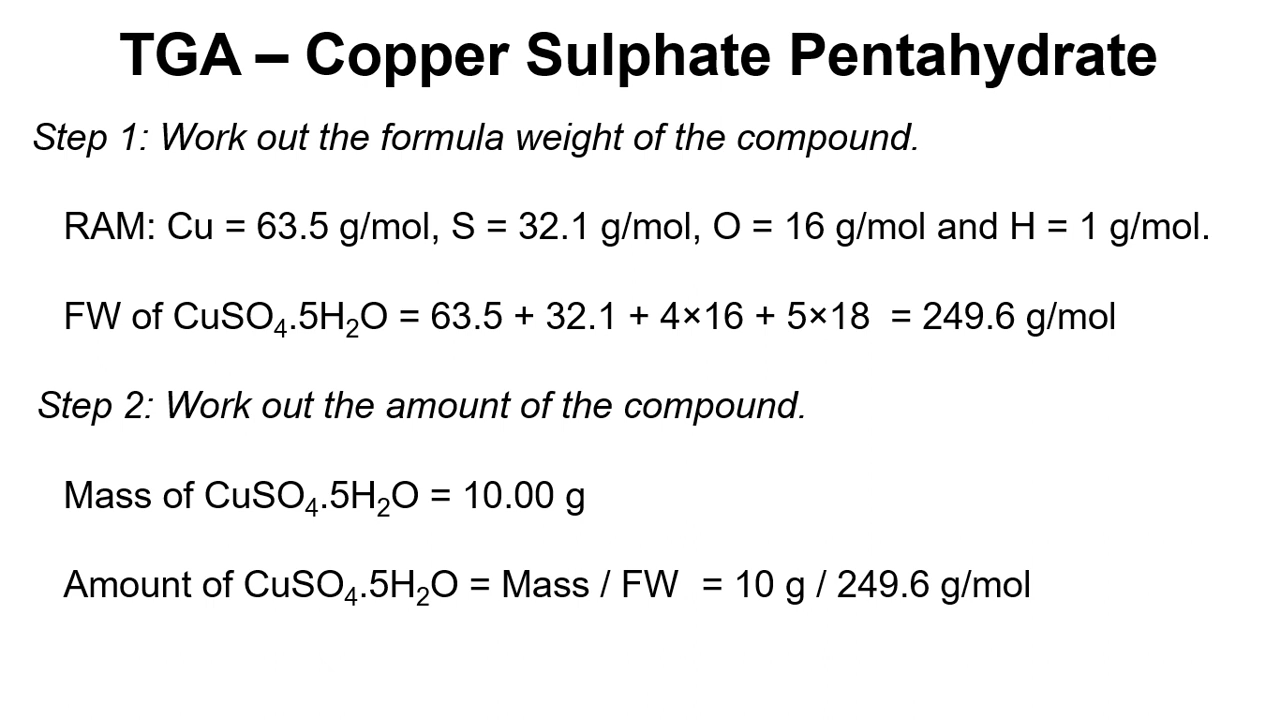 TGA – Copper Sulphate Pentahydrate
Step 1: Work out the formula weight of the compound.
RAM: Cu = 63.5 g/mol, S = 32.1 g/mol, O = 16 g/mol and H = 1 g/mol.
FW of CuSO₄.5H₂O = 63.5 + 32.1 + 4×16 + 5×18 = 249.6 g/mol
Step 2: Work out the amount of the compound.
Mass of CuSO₄.5H₂O = 10.00 g
Amount of CuSO₄.5H₂O = Mass / FW = 10 g / 249.6 g/mol